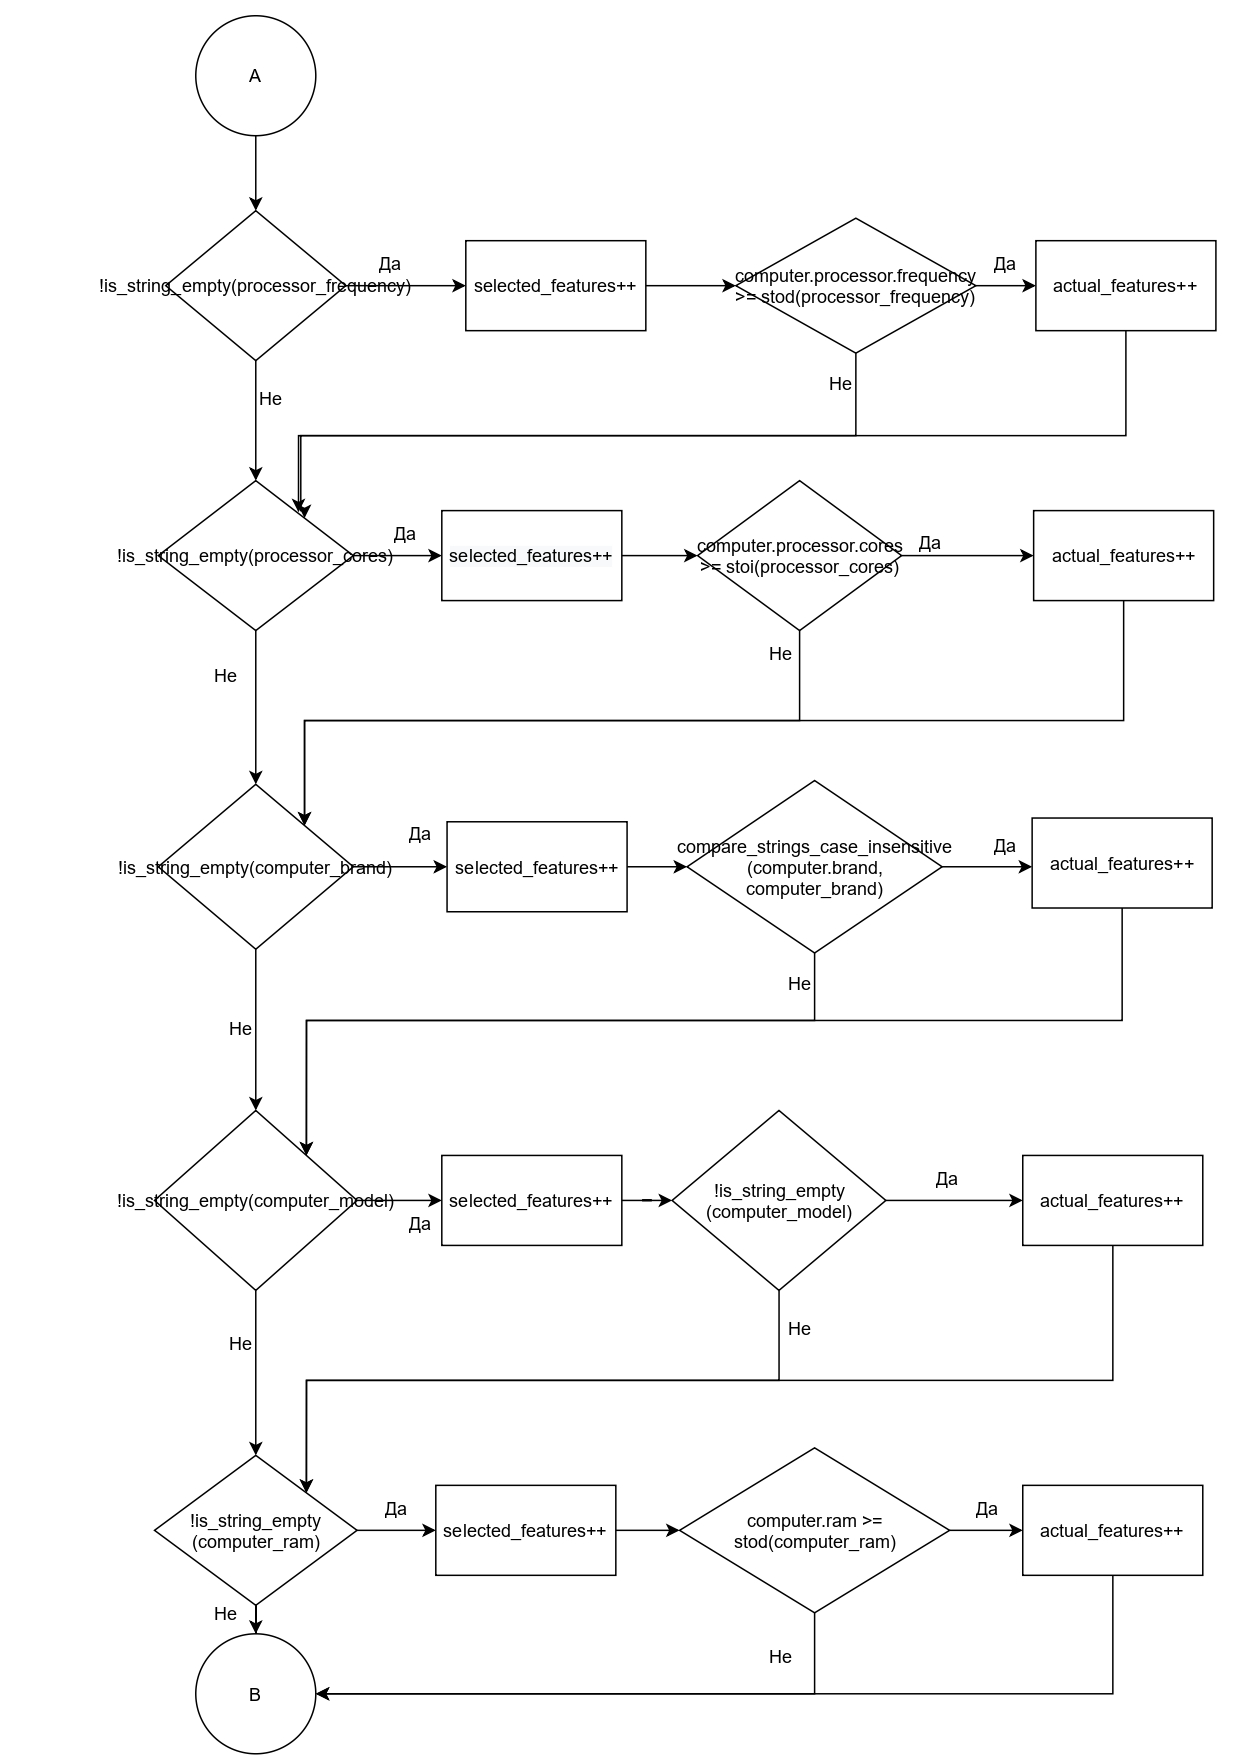 A
!is_string_empty(processor_frequency)
Да
selected_features++
computer.processor.frequency
>= stod(processor_frequency)
Да
actual_features++
Не
Не
!is_string_empty(processor_cores)
Да
selected_features++
computer.processor.cores
>= stoi(processor_cores)
Да
actual_features++
Не
Не
!is_string_empty(computer_brand)
Да
selected_features++
compare_strings_case_insensitive
(computer.brand,
computer_brand)
Да
actual_features++
Не
Не
!is_string_empty(computer_model)
Да
selected_features++
!is_string_empty
(computer_model)
Да
actual_features++
Не
Не
!is_string_empty
(computer_ram)
Да
selected_features++
computer.ram >=
stod(computer_ram)
Да
actual_features++
Не
Не
B